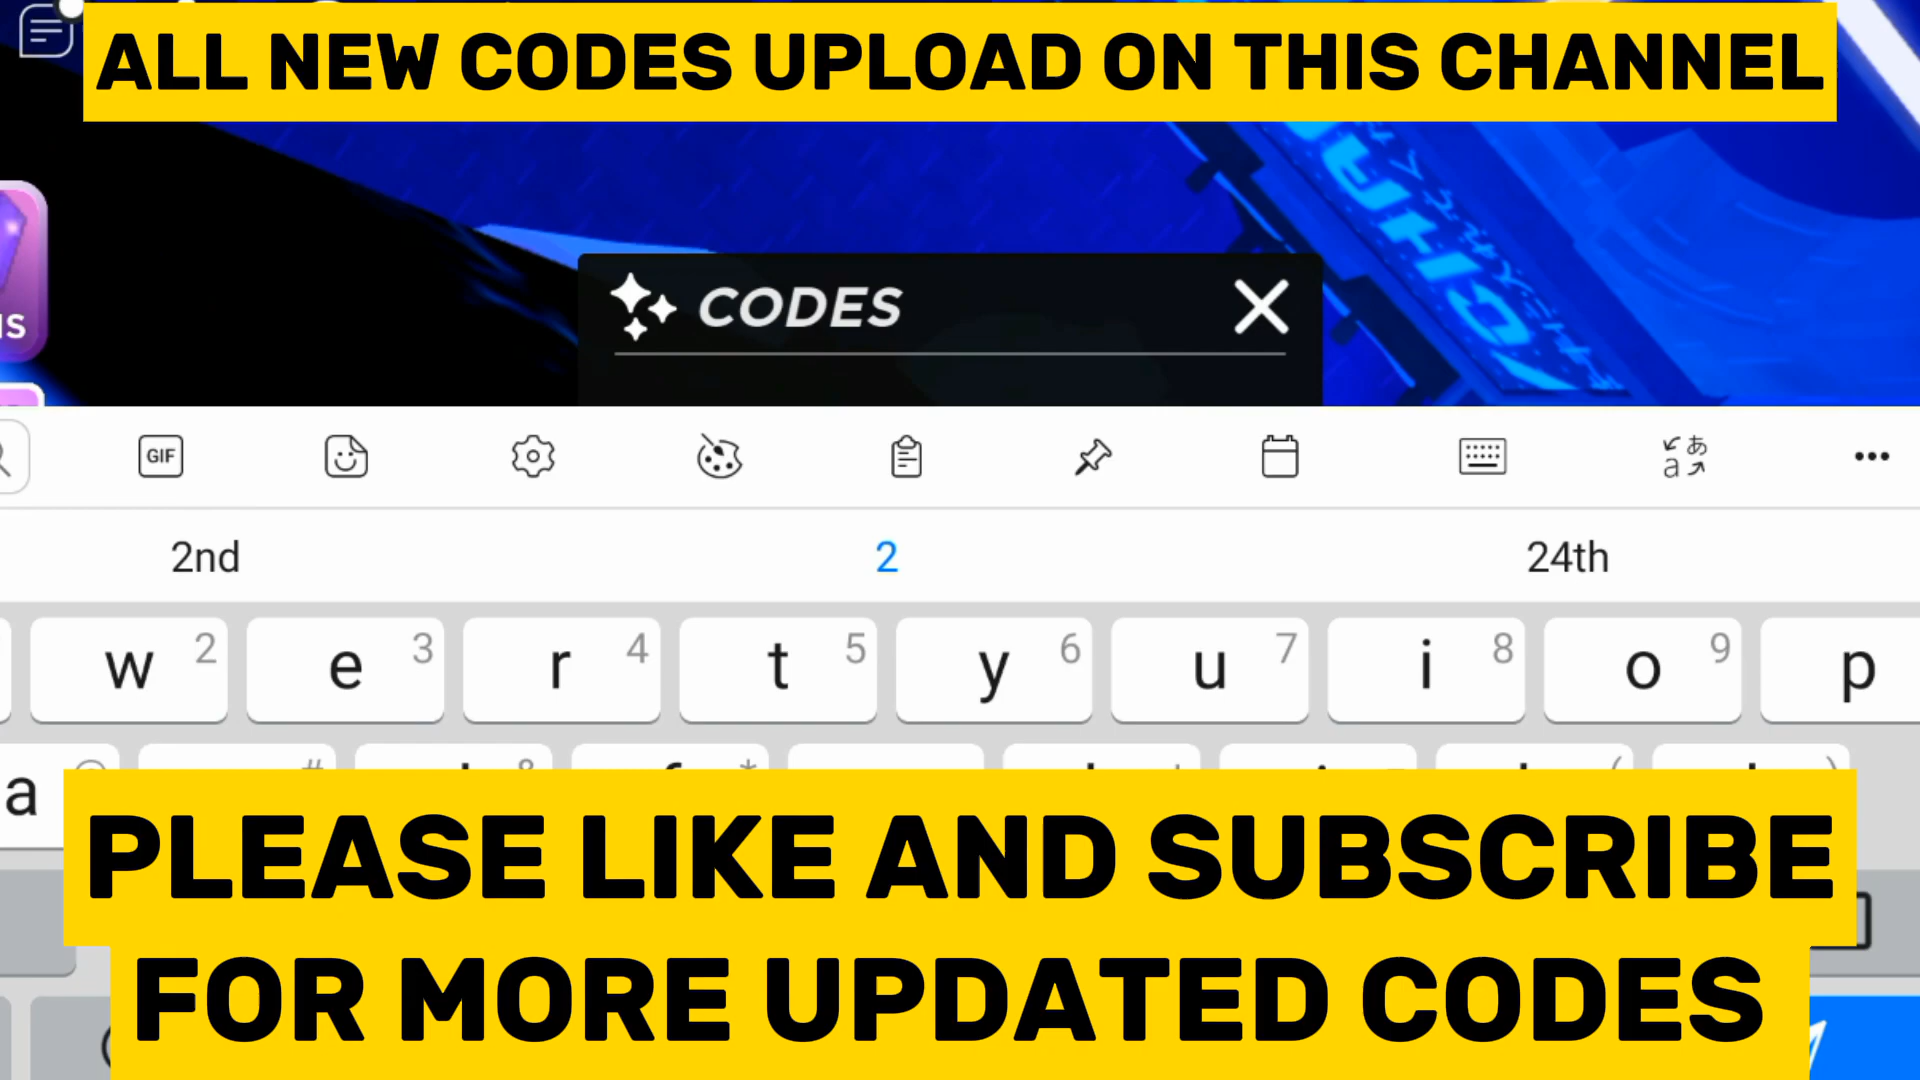 ALL NEW CODES UPLOAD ON THIS CHANNEL
CODES
GIF
2nd 2 24th
w 2 e 3 r 4 t 5 y 6 u 7 i 8 o 9 p
a
PLEASE LIKE AND SUBSCRIBE
FOR MORE UPDATED CODES